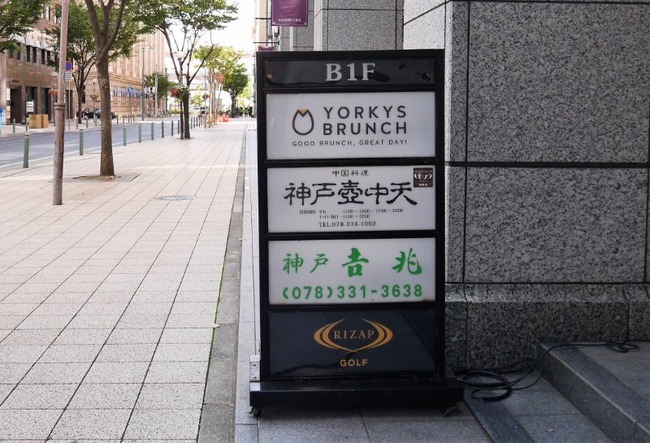 B1F
YORKYS
BRUNCH
GOOD BRUNCH, GREAT DAY!
中国料理
神戸壺中天
TEL.078-334-1002
神戸 𠮷兆
(078)331-3638
RIZAP
GOLF